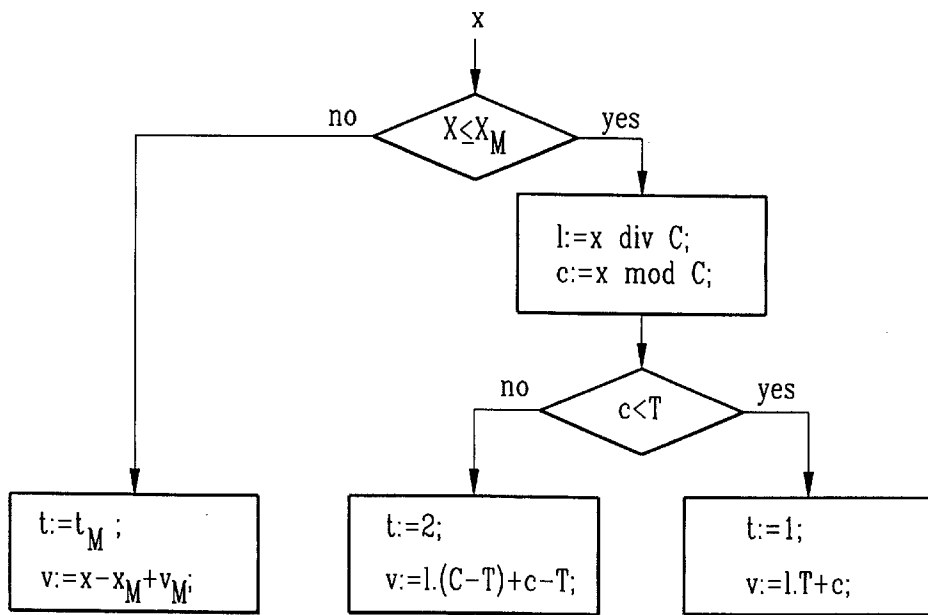 x
no
X≤X_M
yes
l:=x div C;
c:=x mod C;
no
c<T
yes
t:=t_M ;
v:=x-x_M+v_M;
t:=2;
v:=l.(C-T)+c-T;
t:=1;
v:=l.T+c;